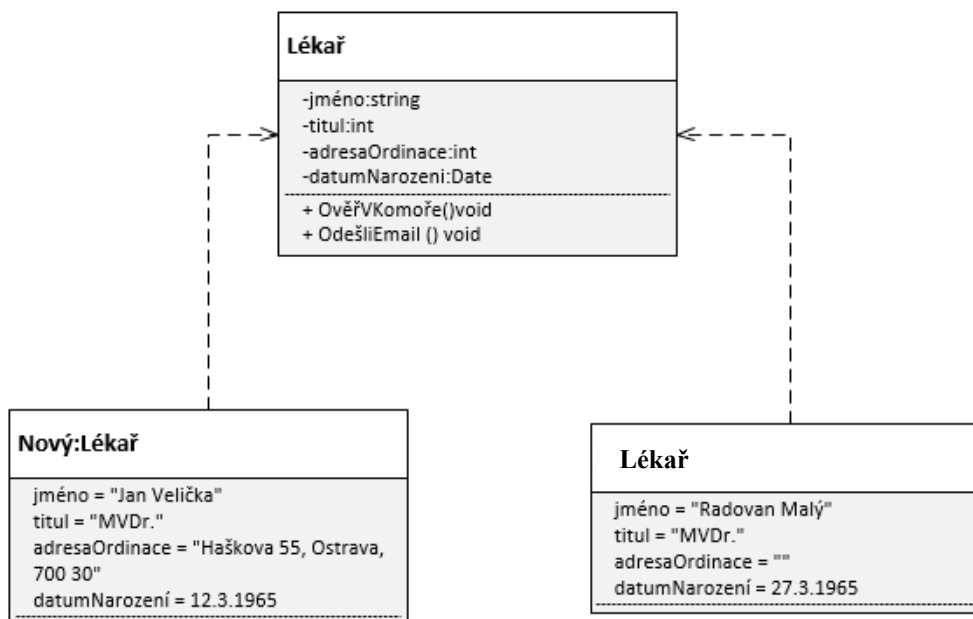 Lékař
-jméno:string
-titul:int
-adresaOrdinace:int
-datumNarozeni:Date
+ OvěřVKomoře()void
+ OdešliEmail () void
Nový:Lékař
jméno = "Jan Velička"
titul = "MVDr."
adresaOrdinace = "Haškova 55, Ostrava,
700 30"
datumNarození = 12.3.1965
Lékař
jméno = "Radovan Malý"
titul = "MVDr."
adresaOrdinace = ""
datumNarození = 27.3.1965